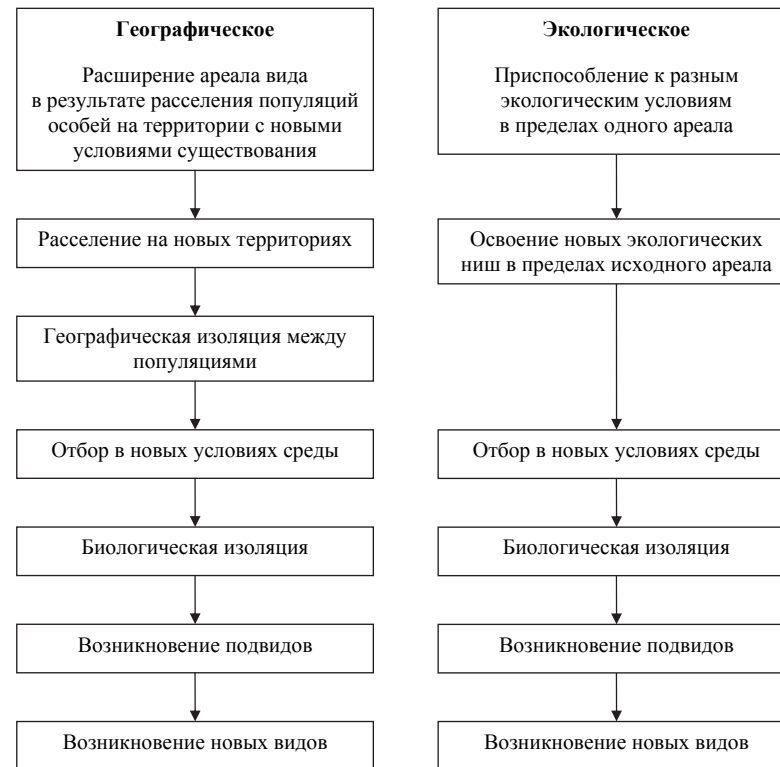 Географическое
Расширение ареала вида
в результате расселения популяций
особей на территории с новыми
условиями существования
Расселение на новых территориях
Географическая изоляция между
популяциями
Отбор в новых условиях среды
Биологическая изоляция
Возникновение подвидов
Возникновение новых видов
Экологическое
Приспособление к разным
экологическим условиям
в пределах одного ареала
Освоение новых экологических
ниш в пределах исходного ареала
Отбор в новых условиях среды
Биологическая изоляция
Возникновение подвидов
Возникновение новых видов